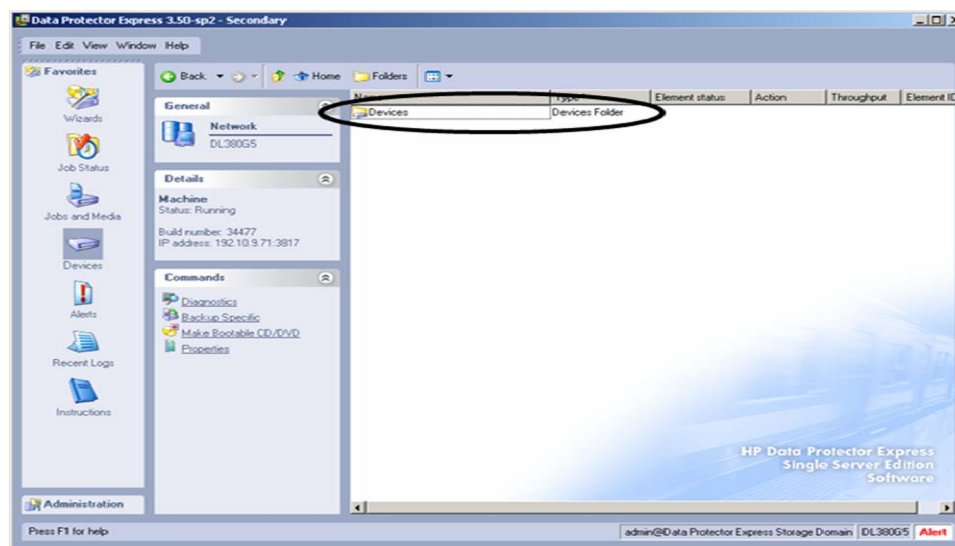 Data Protector Express 3.50-sp2 - Secondary
File Edit View Window Help
Favorites
Wizards
Job Status
Jobs and Media
Devices
Alerts
Recent Logs
Instructions
Administration
Back Home Folders
General
Network
DL380G5
Details
Machine
Status: Running
Build number: 34477
IP address: 192.10.9.71:3817
Commands
Diagnostics
Backup Specific
Make Bootable CD/DVD
Properties
Name Type Element status Action Throughput Element ID
Devices Devices Folder
HP Data Protector Express
Single Server Edition
Software
Press F1 for help
admin@Data Protector Express Storage Domain DL380G5 Alert